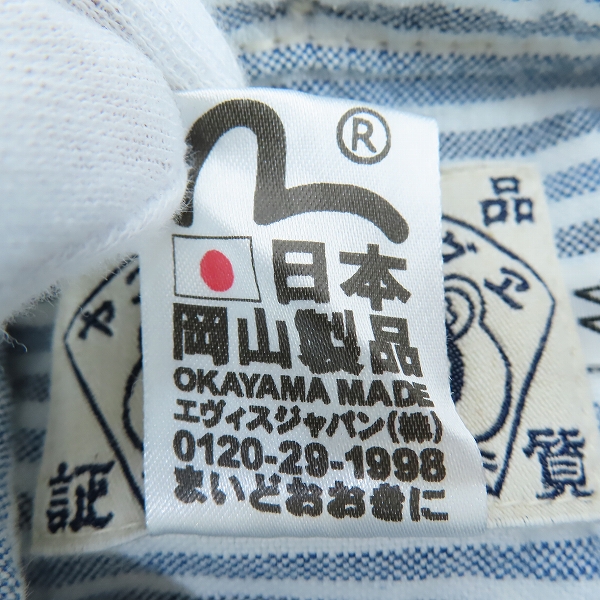 ®
日本
岡山製品
OKAYAMA MADE
エヴィスジャパン(株)
0120-29-1998
まいどおおきに
品
質
証